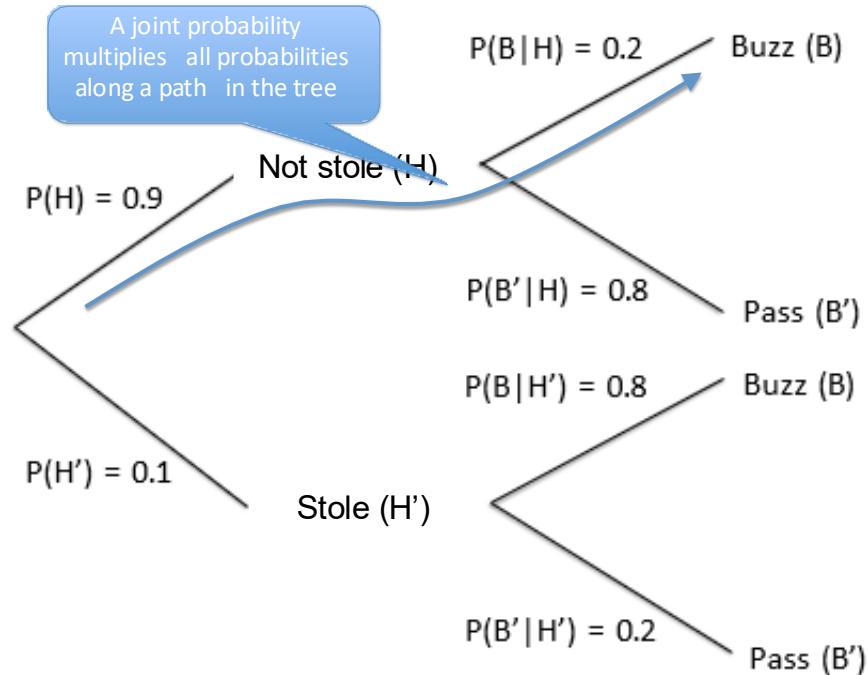 A joint probability
multiplies all probabilities
along a path in the tree
P(B|H) = 0.2
Buzz (B)
Not stole (H)
P(H) = 0.9
P(B'|H) = 0.8
Pass (B')
P(B|H’) = 0.8
Buzz (B)
P(H’) = 0.1
Stole (H’)
P(B'|H’) = 0.2
Pass (B')